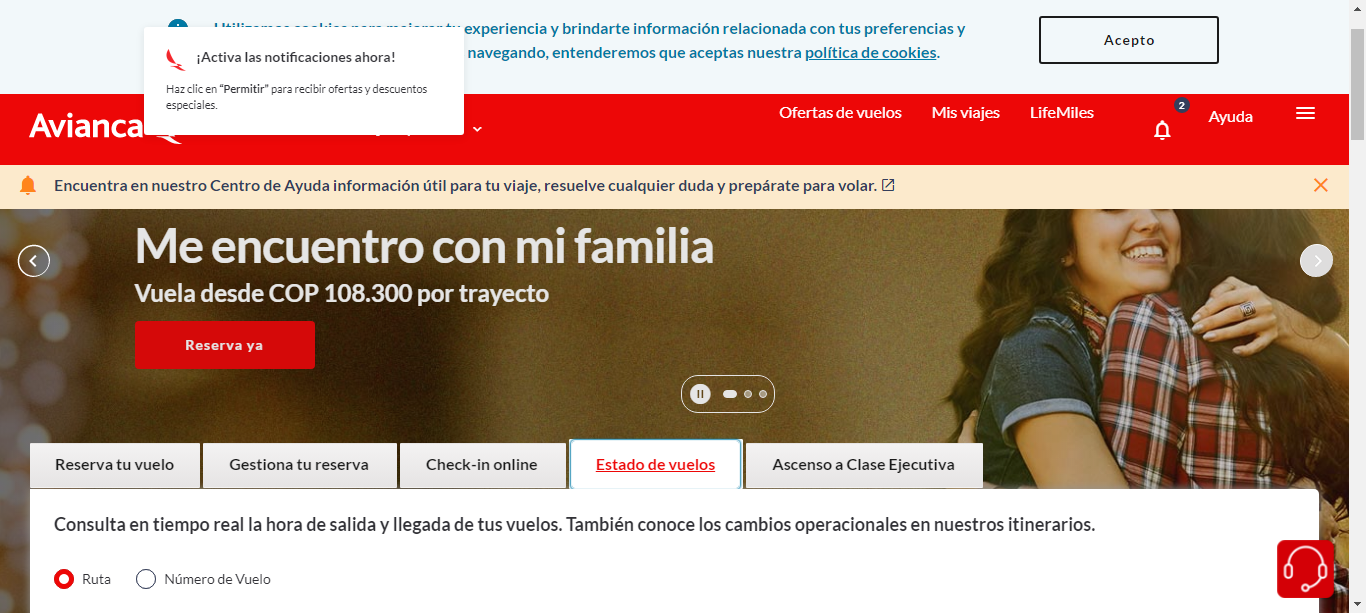 Utilizamos cookies para mejorar tu experiencia y brindarte información relacionada con tus preferencias y
navegando, entenderemos que aceptas nuestra política de cookies.
Acepto
¡Activa las notificaciones ahora!
Haz clic en “Permitir” para recibir ofertas y descuentos
especiales.
Avianca
Ofertas de vuelos
Mis viajes
LifeMiles
2
Ayuda
Encuentra en nuestro Centro de Ayuda información útil para tu viaje, resuelve cualquier duda y prepárate para volar.
Me encuentro con mi familia
Vuela desde COP 108.300 por trayecto
Reserva ya
Reserva tu vuelo
Gestiona tu reserva
Check-in online
Estado de vuelos
Ascenso a Clase Ejecutiva
Consulta en tiempo real la hora de salida y llegada de tus vuelos. También conoce los cambios operacionales en nuestros itinerarios.
Ruta
Número de Vuelo